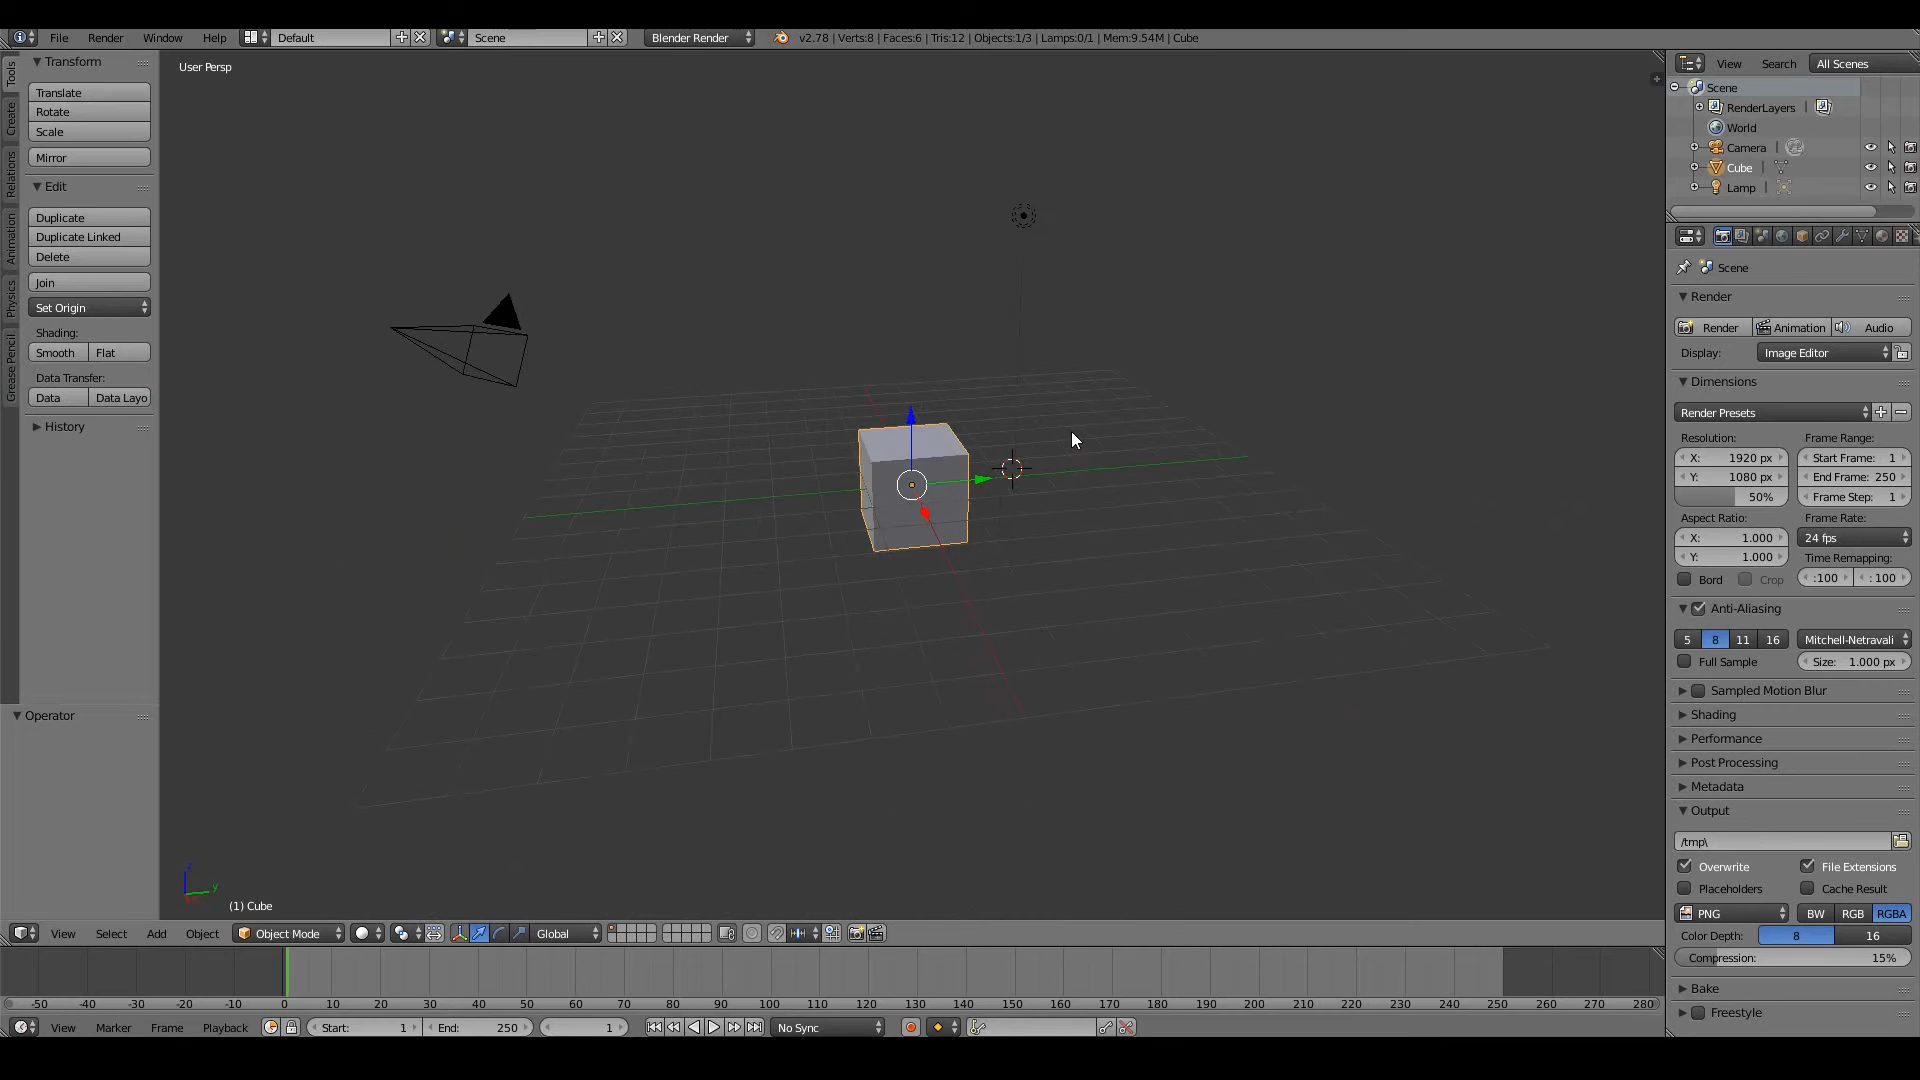 File Render Window Help Default Scene Blender Render v2.78 | Verts:8 | Faces:6 | Tris:12 | Objects:1/3 | Lamps:0/1 | Mem:9.54M | Cube
Tools
Create
Relations
Animation
Physics
Grease Pencil
Transform
Translate
Rotate
Scale
Mirror
Edit
Duplicate
Duplicate Linked
Delete
Join
Set Origin
Shading:
Smooth Flat
Data Transfer:
Data Data Layo
History
Operator
User Persp
z
y
(1) Cube
View Search All Scenes
Scene
RenderLayers |
World
Camera |
Cube |
Lamp |
Scene
Render
Render Animation Audio
Display: Image Editor
Dimensions
Render Presets
Resolution: Frame Range:
X: 1920 px Start Frame: 1
Y: 1080 px End Frame: 250
50% Frame Step: 1
Aspect Ratio: Frame Rate:
X: 1.000 24 fps
Y: 1.000 Time Remapping:
Bord Crop :100 : 100
Anti-Aliasing
5 8 11 16 Mitchell-Netravali
Full Sample Size: 1.000 px
Sampled Motion Blur
Shading
Performance
Post Processing
Metadata
Output
/tmp\
Overwrite File Extensions
Placeholders Cache Result
PNG BW RGB RGBA
Color Depth: 8 16
Compression: 15%
Bake
Freestyle
View Select Add Object Object Mode Global
-50 -40 -30 -20 -10 0 10 20 30 40 50 60 70 80 90 100 110 120 130 140 150 160 170 180 190 200 210 220 230 240 250 260 270 280
View Marker Frame Playback Start: 1 End: 250 1 No Sync